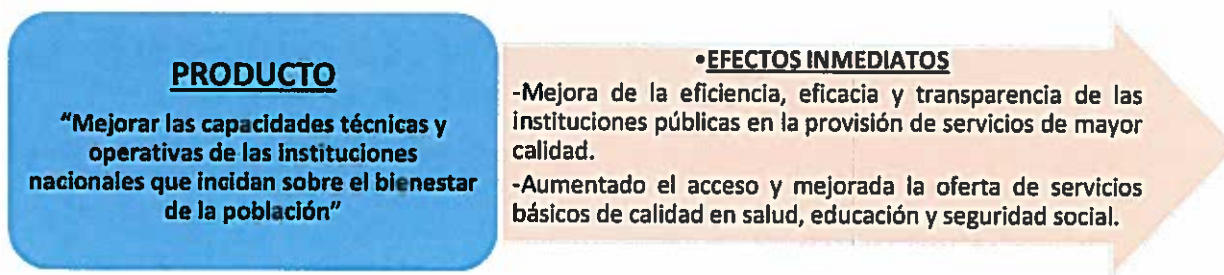 PRODUCTO
"Mejorar las capacidades técnicas y
operativas de las instituciones
nacionales que incidan sobre el bienestar
de la población"
•EFECTOS INMEDIATOS
-Mejora de la eficiencia, eficacia y transparencia de las
instituciones públicas en la provisión de servicios de mayor
calidad.
-Aumentado el acceso y mejorada la oferta de servicios
básicos de calidad en salud, educación y seguridad social.